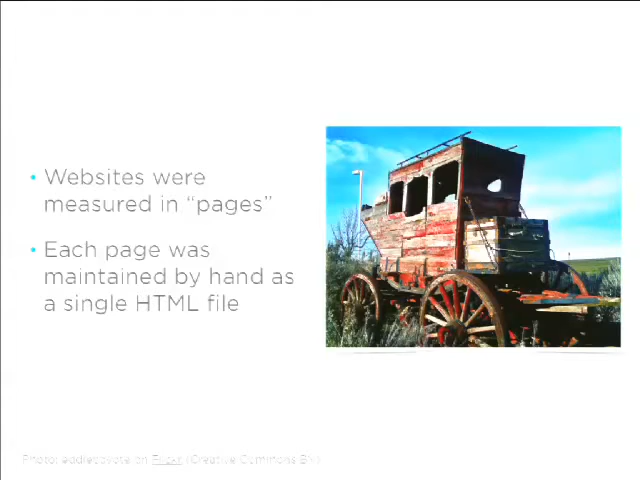 • Websites were
measured in “pages”
• Each page was
maintained by hand as
a single HTML file
Photo: eddiecoyote on Flickr (Creative Commons BY)